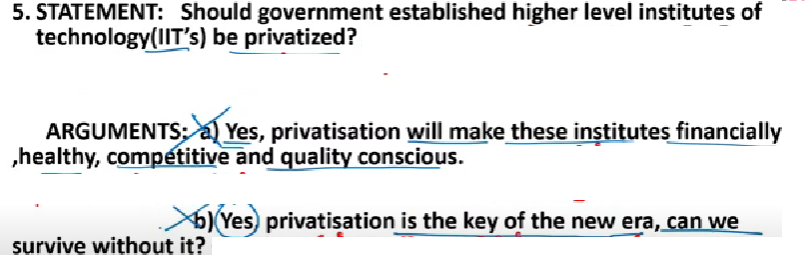 5. STATEMENT: Should government established higher level institutes of
technology(IIT's) be privatized?
ARGUMENTS: a) Yes, privatisation will make these institutes financially
,healthy, competitive and quality conscious.
b)(Yes) privatisation is the key of the new era, can we
survive without it?